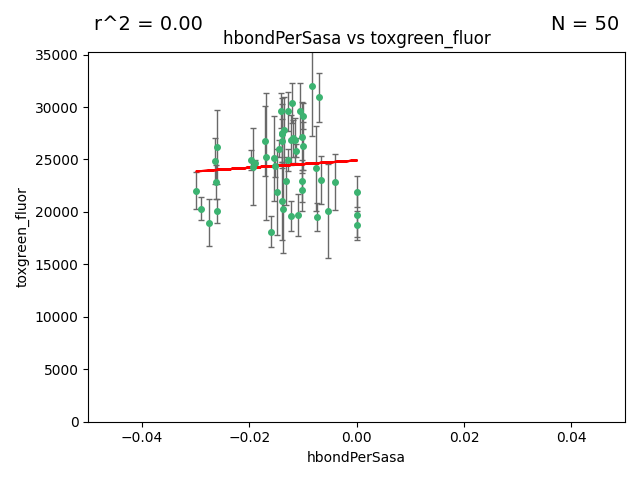 r^2 = 0.00
N = 50
hbondPerSasa vs toxgreen_fluor
35000
30000
25000
20000
15000
10000
5000
0
toxgreen_fluor
−0.04
−0.02
0.00
0.02
0.04
hbondPerSasa